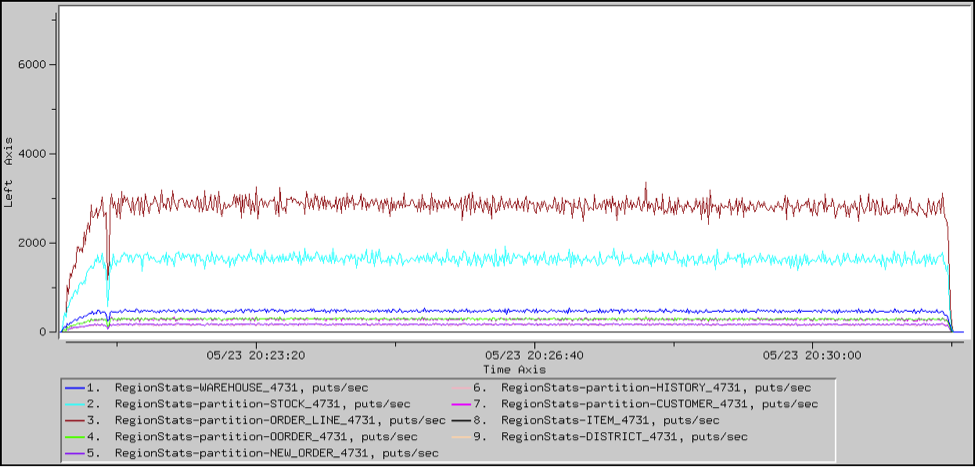 6000
4000
2000
0
Left Axis
05/23 20:23:20 05/23 20:26:40 05/23 20:30:00
Time Axis
1. RegionStats-WAREHOUSE_4731, puts/sec
2. RegionStats-partition-STOCK_4731, puts/sec
3. RegionStats-partition-ORDER_LINE_4731, puts/sec
4. RegionStats-partition-OORDER_4731, puts/sec
5. RegionStats-partition-NEW_ORDER_4731, puts/sec
6. RegionStats-partition-HISTORY_4731, puts/sec
7. RegionStats-partition-CUSTOMER_4731, puts/sec
8. RegionStats-ITEM_4731, puts/sec
9. RegionStats-DISTRICT_4731, puts/sec